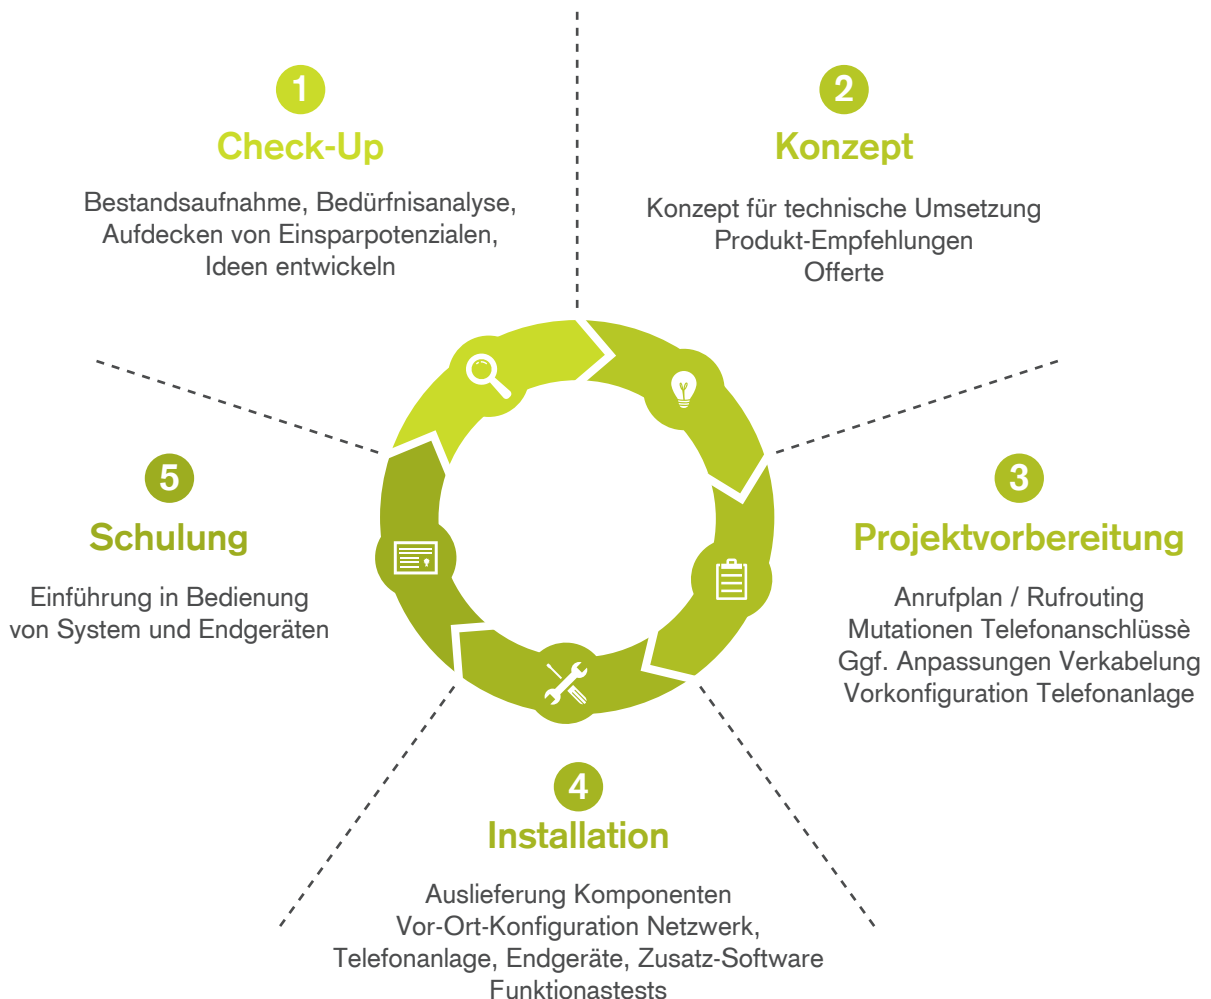 1
Check-Up
Bestandsaufnahme, Bedürfnisanalyse,
Aufdecken von Einsparpotenzialen,
Ideen entwickeln
2
Konzept
Konzept für technische Umsetzung
Produkt-Empfehlungen
Offerte
3
Projektvorbereitung
Anrufplan / Rufrouting
Mutationen Telefonanschlüssè
Ggf. Anpassungen Verkabelung
Vorkonfiguration Telefonanlage
4
Installation
Auslieferung Komponenten
Vor-Ort-Konfiguration Netzwerk,
Telefonanlage, Endgeräte, Zusatz-Software
Funktionastests
5
Schulung
Einführung in Bedienung
von System und Endgeräten